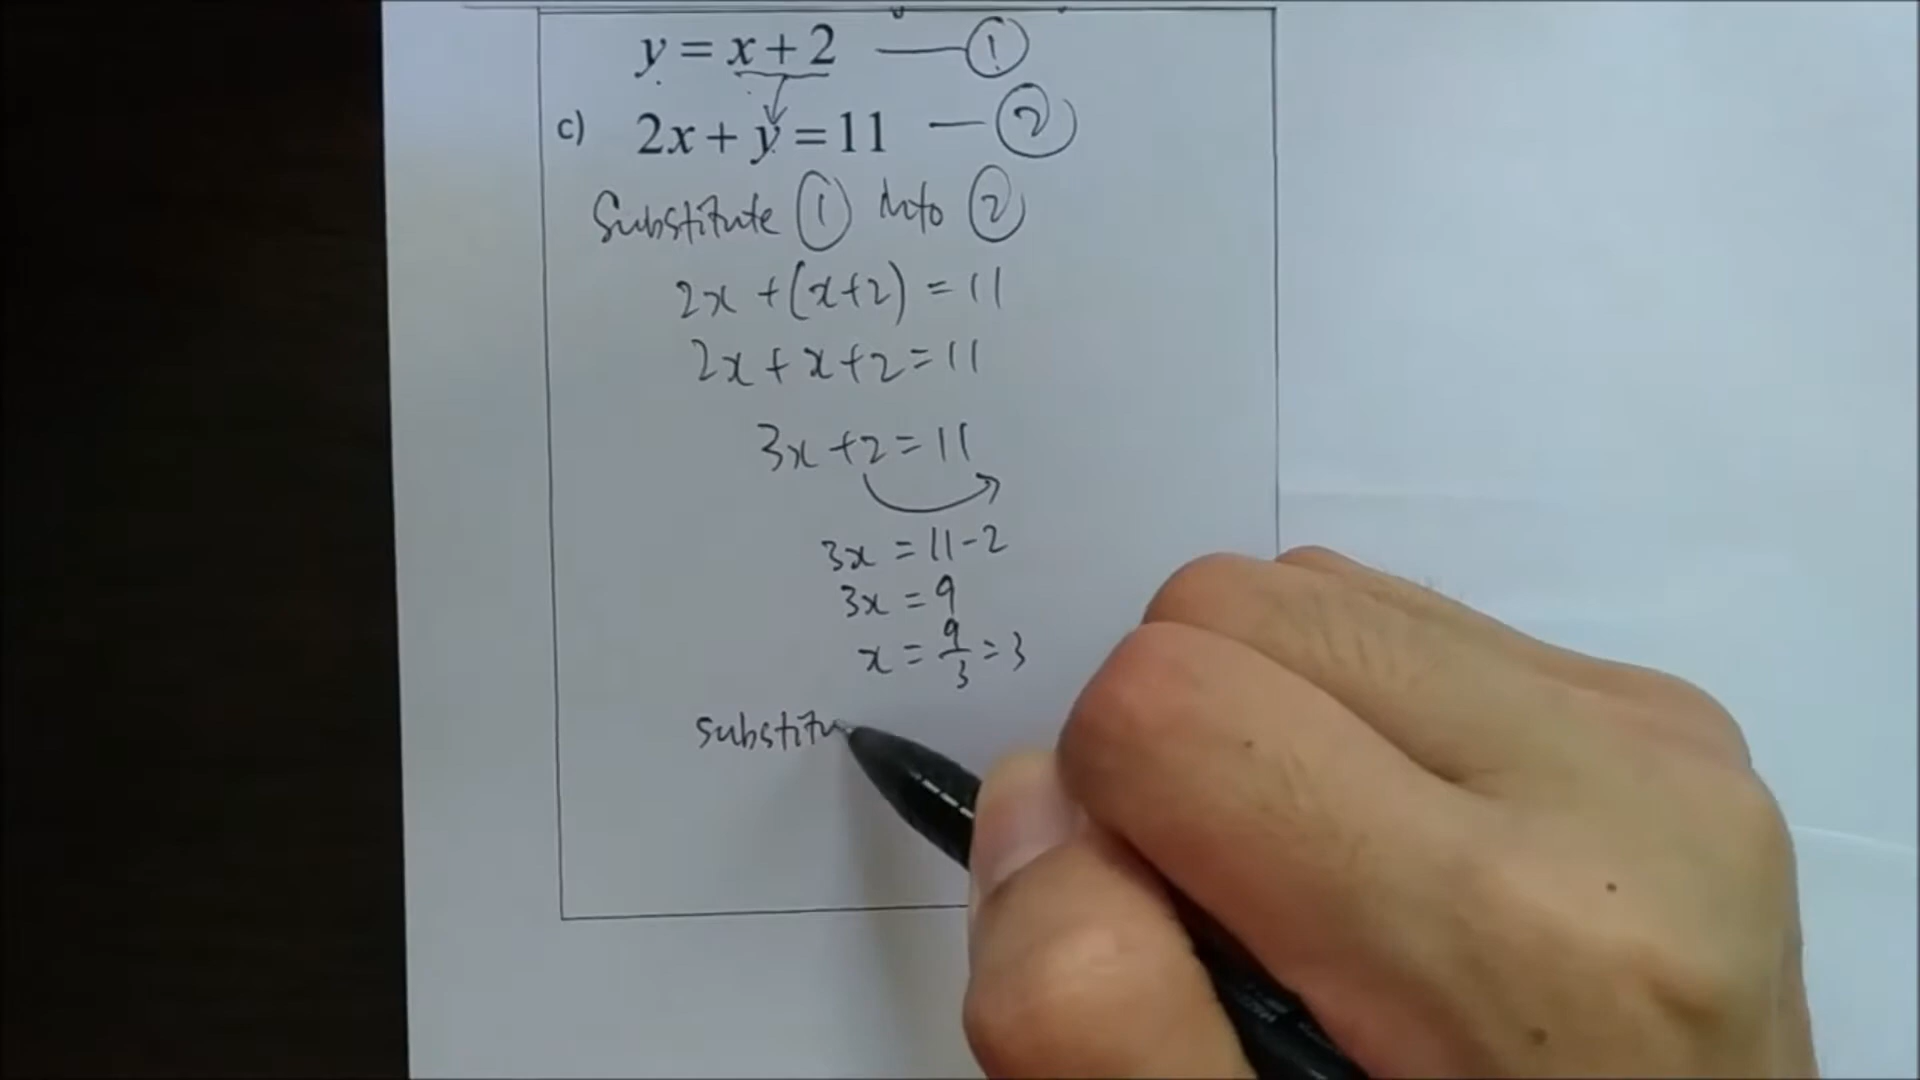 y = x + 2 — ①
c) 2x + y = 11 — ②
Substitute ① into ②
2x + (x+2) = 11
2x + x + 2 = 11
3x + 2 = 11
3x = 11 - 2
3x = 9
x = 9/3 = 3
Substitu